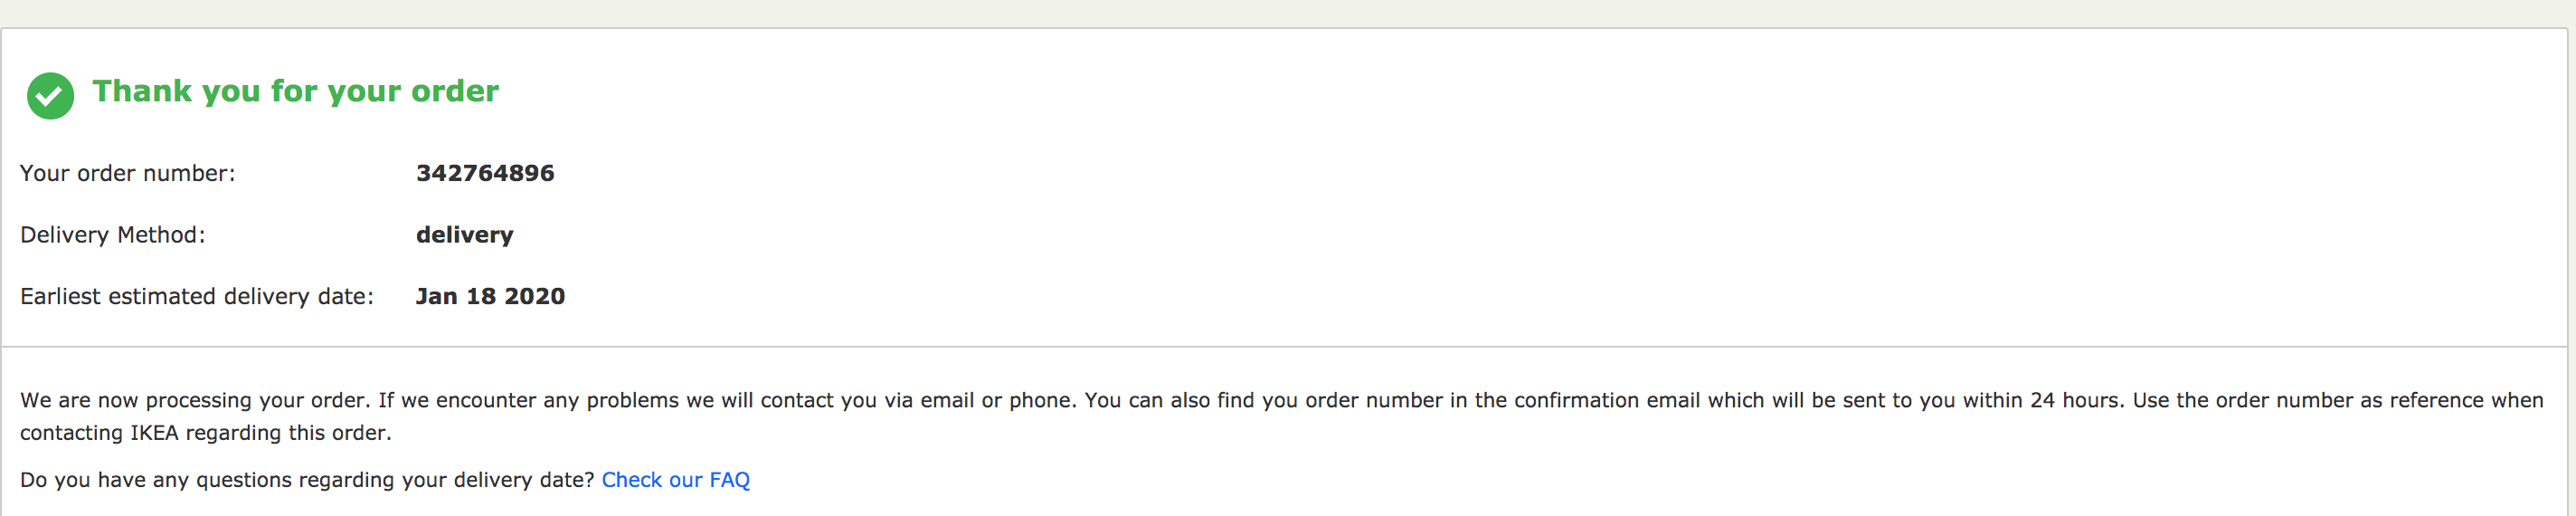 Thank you for your order
Your order number: 342764896
Delivery Method: delivery
Earliest estimated delivery date: Jan 18 2020
We are now processing your order. If we encounter any problems we will contact you via email or phone. You can also find you order number in the confirmation email which will be sent to you within 24 hours. Use the order number as reference when
contacting IKEA regarding this order.
Do you have any questions regarding your delivery date? Check our FAQ